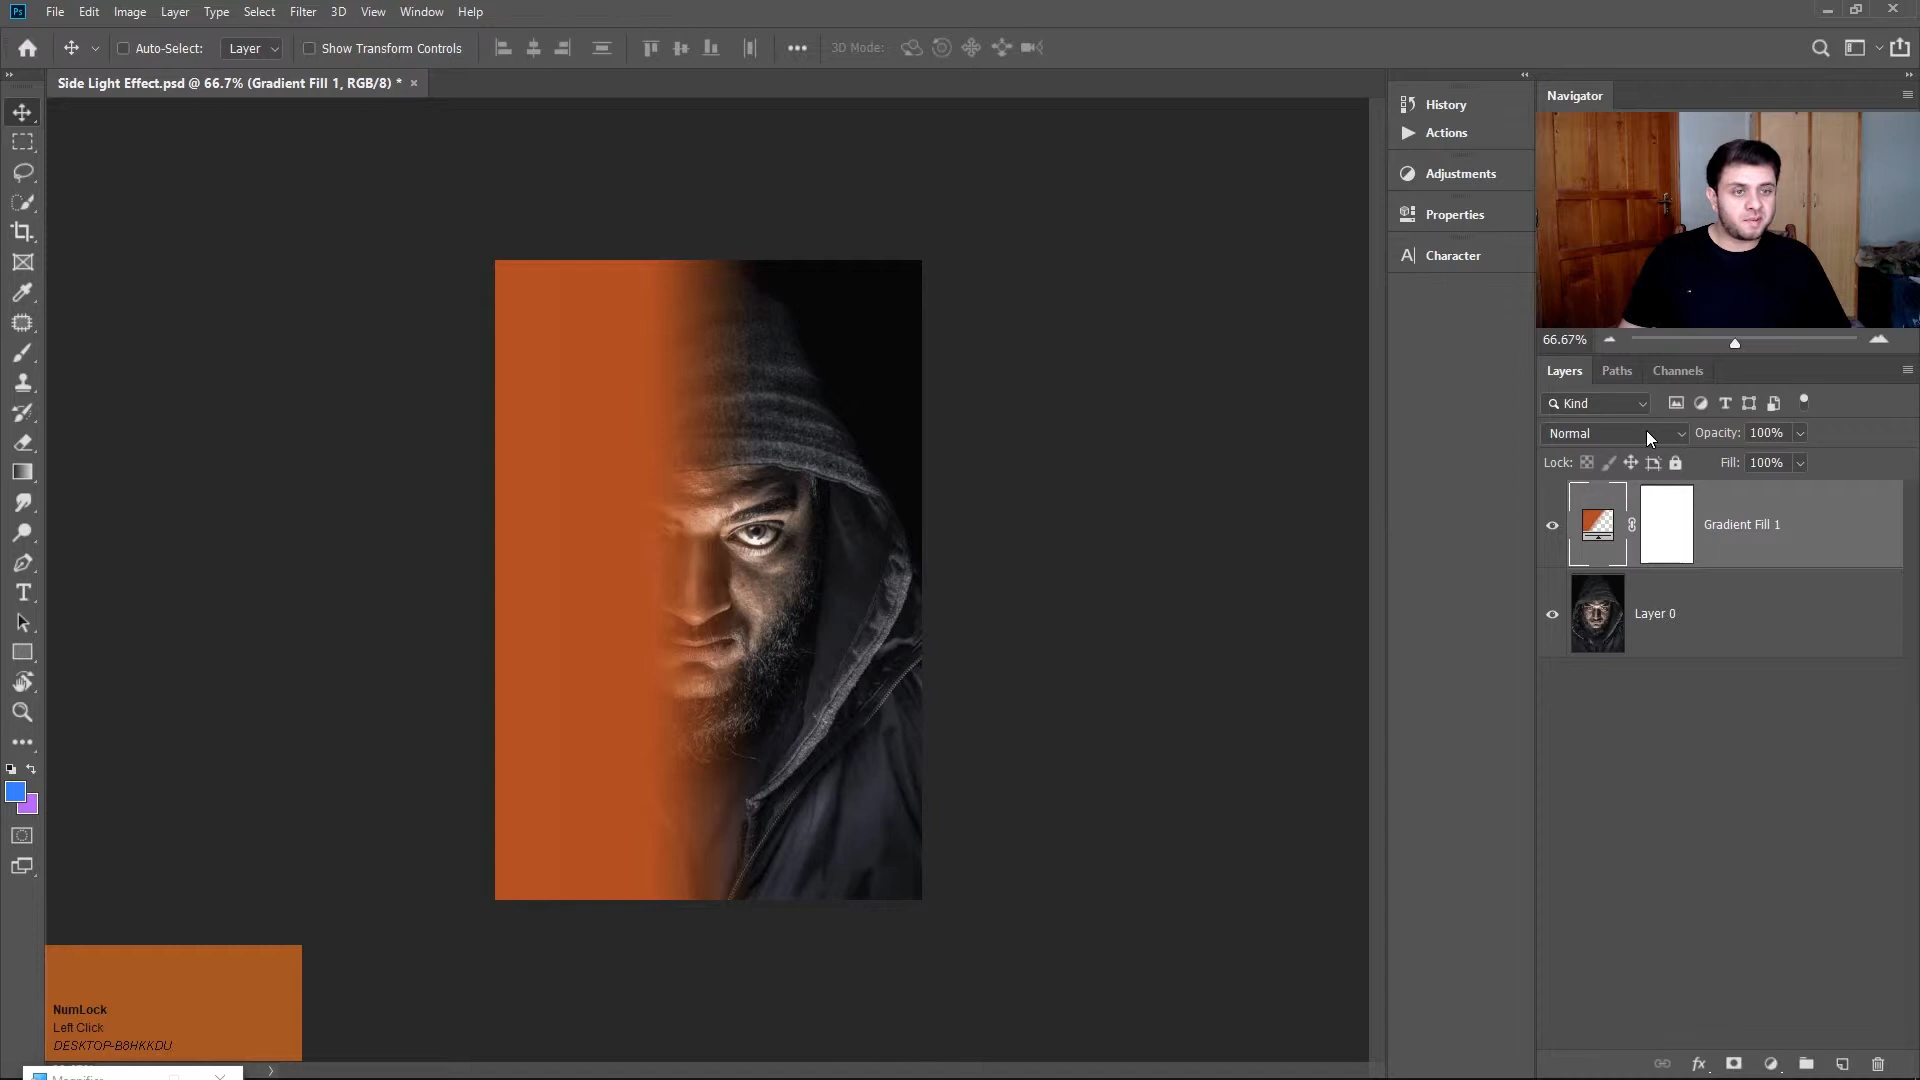 Ps File Edit Image Layer Type Select Filter 3D View Window Help
Auto-Select: Layer Show Transform Controls 3D Mode:
Side Light Effect.psd @ 66.7% (Gradient Fill 1, RGB/8) *
History
Actions
Adjustments
Properties
Character
Navigator
66.67%
Layers Paths Channels
Kind
Normal Opacity: 100%
Lock: Fill: 100%
Gradient Fill 1
Layer 0
NumLock
Left Click
DESKTOP-B8HKKDU